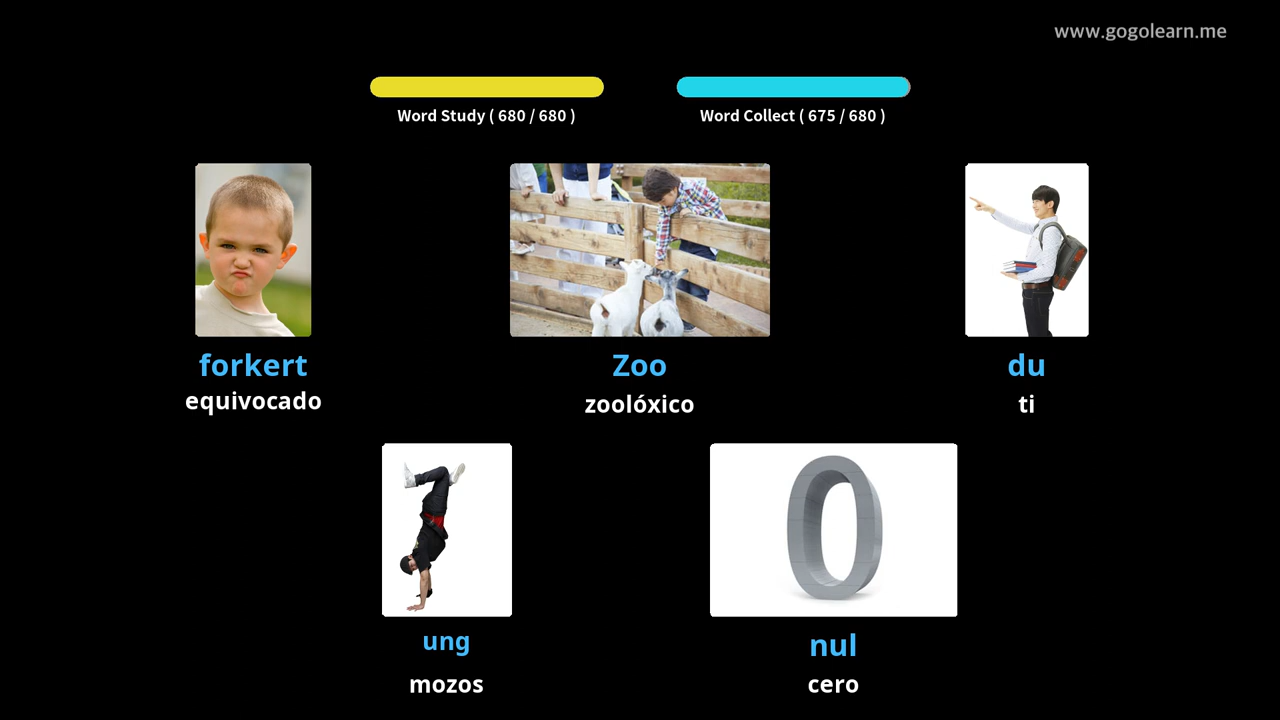 www.gogolearn.me
Word Study ( 680 / 680 )
Word Collect ( 675 / 680 )
forkert
equivocado
Zoo
zoolóxico
du
ti
ung
mozos
nul
cero